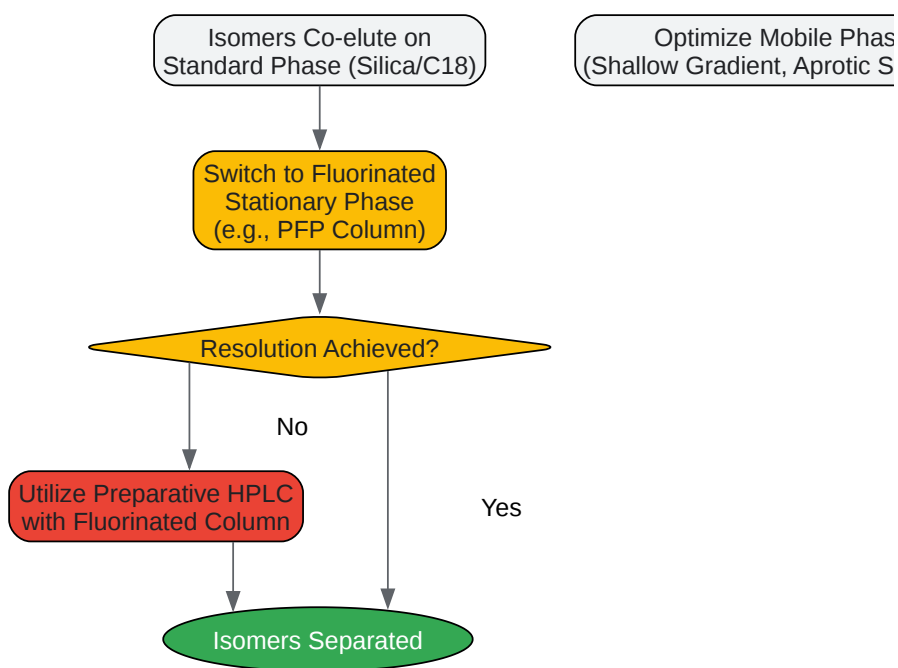 Isomers Co-elute on
Standard Phase (Silica/C18)
Optimize Mobile Phas
(Shallow Gradient, Aprotic S
Switch to Fluorinated
Stationary Phase
(e.g., PFP Column)
Resolution Achieved?
No
Utilize Preparative HPLC
with Fluorinated Column
Yes
Isomers Separated